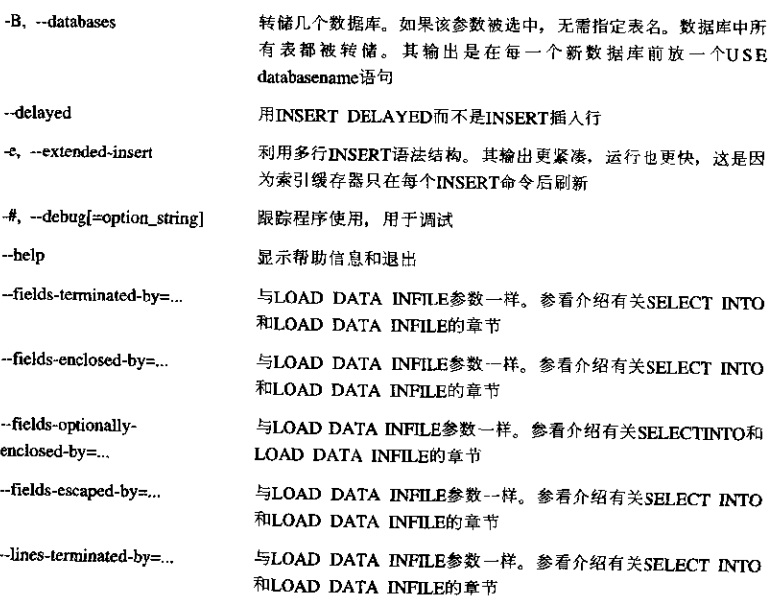 -B, --databases 转储几个数据库。如果该参数被选中，无需指定表名。数据库中所
有表都被转储。其输出是在每一个新数据库前放一个USE
databasename语句
--delayed 用INSERT DELAYED而不是INSERT插入行
-e, --extended-insert 利用多行INSERT语法结构。其输出更紧凑，运行也更快，这是因
为索引缓存器只在每个INSERT命令后刷新
-#, --debug[=option_string] 跟踪程序使用，用于调试
--help 显示帮助信息和退出
--fields-terminated-by=... 与LOAD DATA INFILE参数一样。参看介绍有关SELECT INTO
和LOAD DATA INFILE的章节
--fields-enclosed-by=... 与LOAD DATA INFILE参数一样。参看介绍有关SELECT INTO
和LOAD DATA INFILE的章节
--fields-optionally- 与LOAD DATA INFILE参数一样。参看介绍有关SELECTINTO和
enclosed-by=... LOAD DATA INFILE的章节
--fields-escaped-by=... 与LOAD DATA INFILE参数一样。参看介绍有关SELECT INTO
和LOAD DATA INFILE的章节
--lines-terminated-by=... 与LOAD DATA INFILE参数一样。参看介绍有关SELECT INTO
和LOAD DATA INFILE的章节